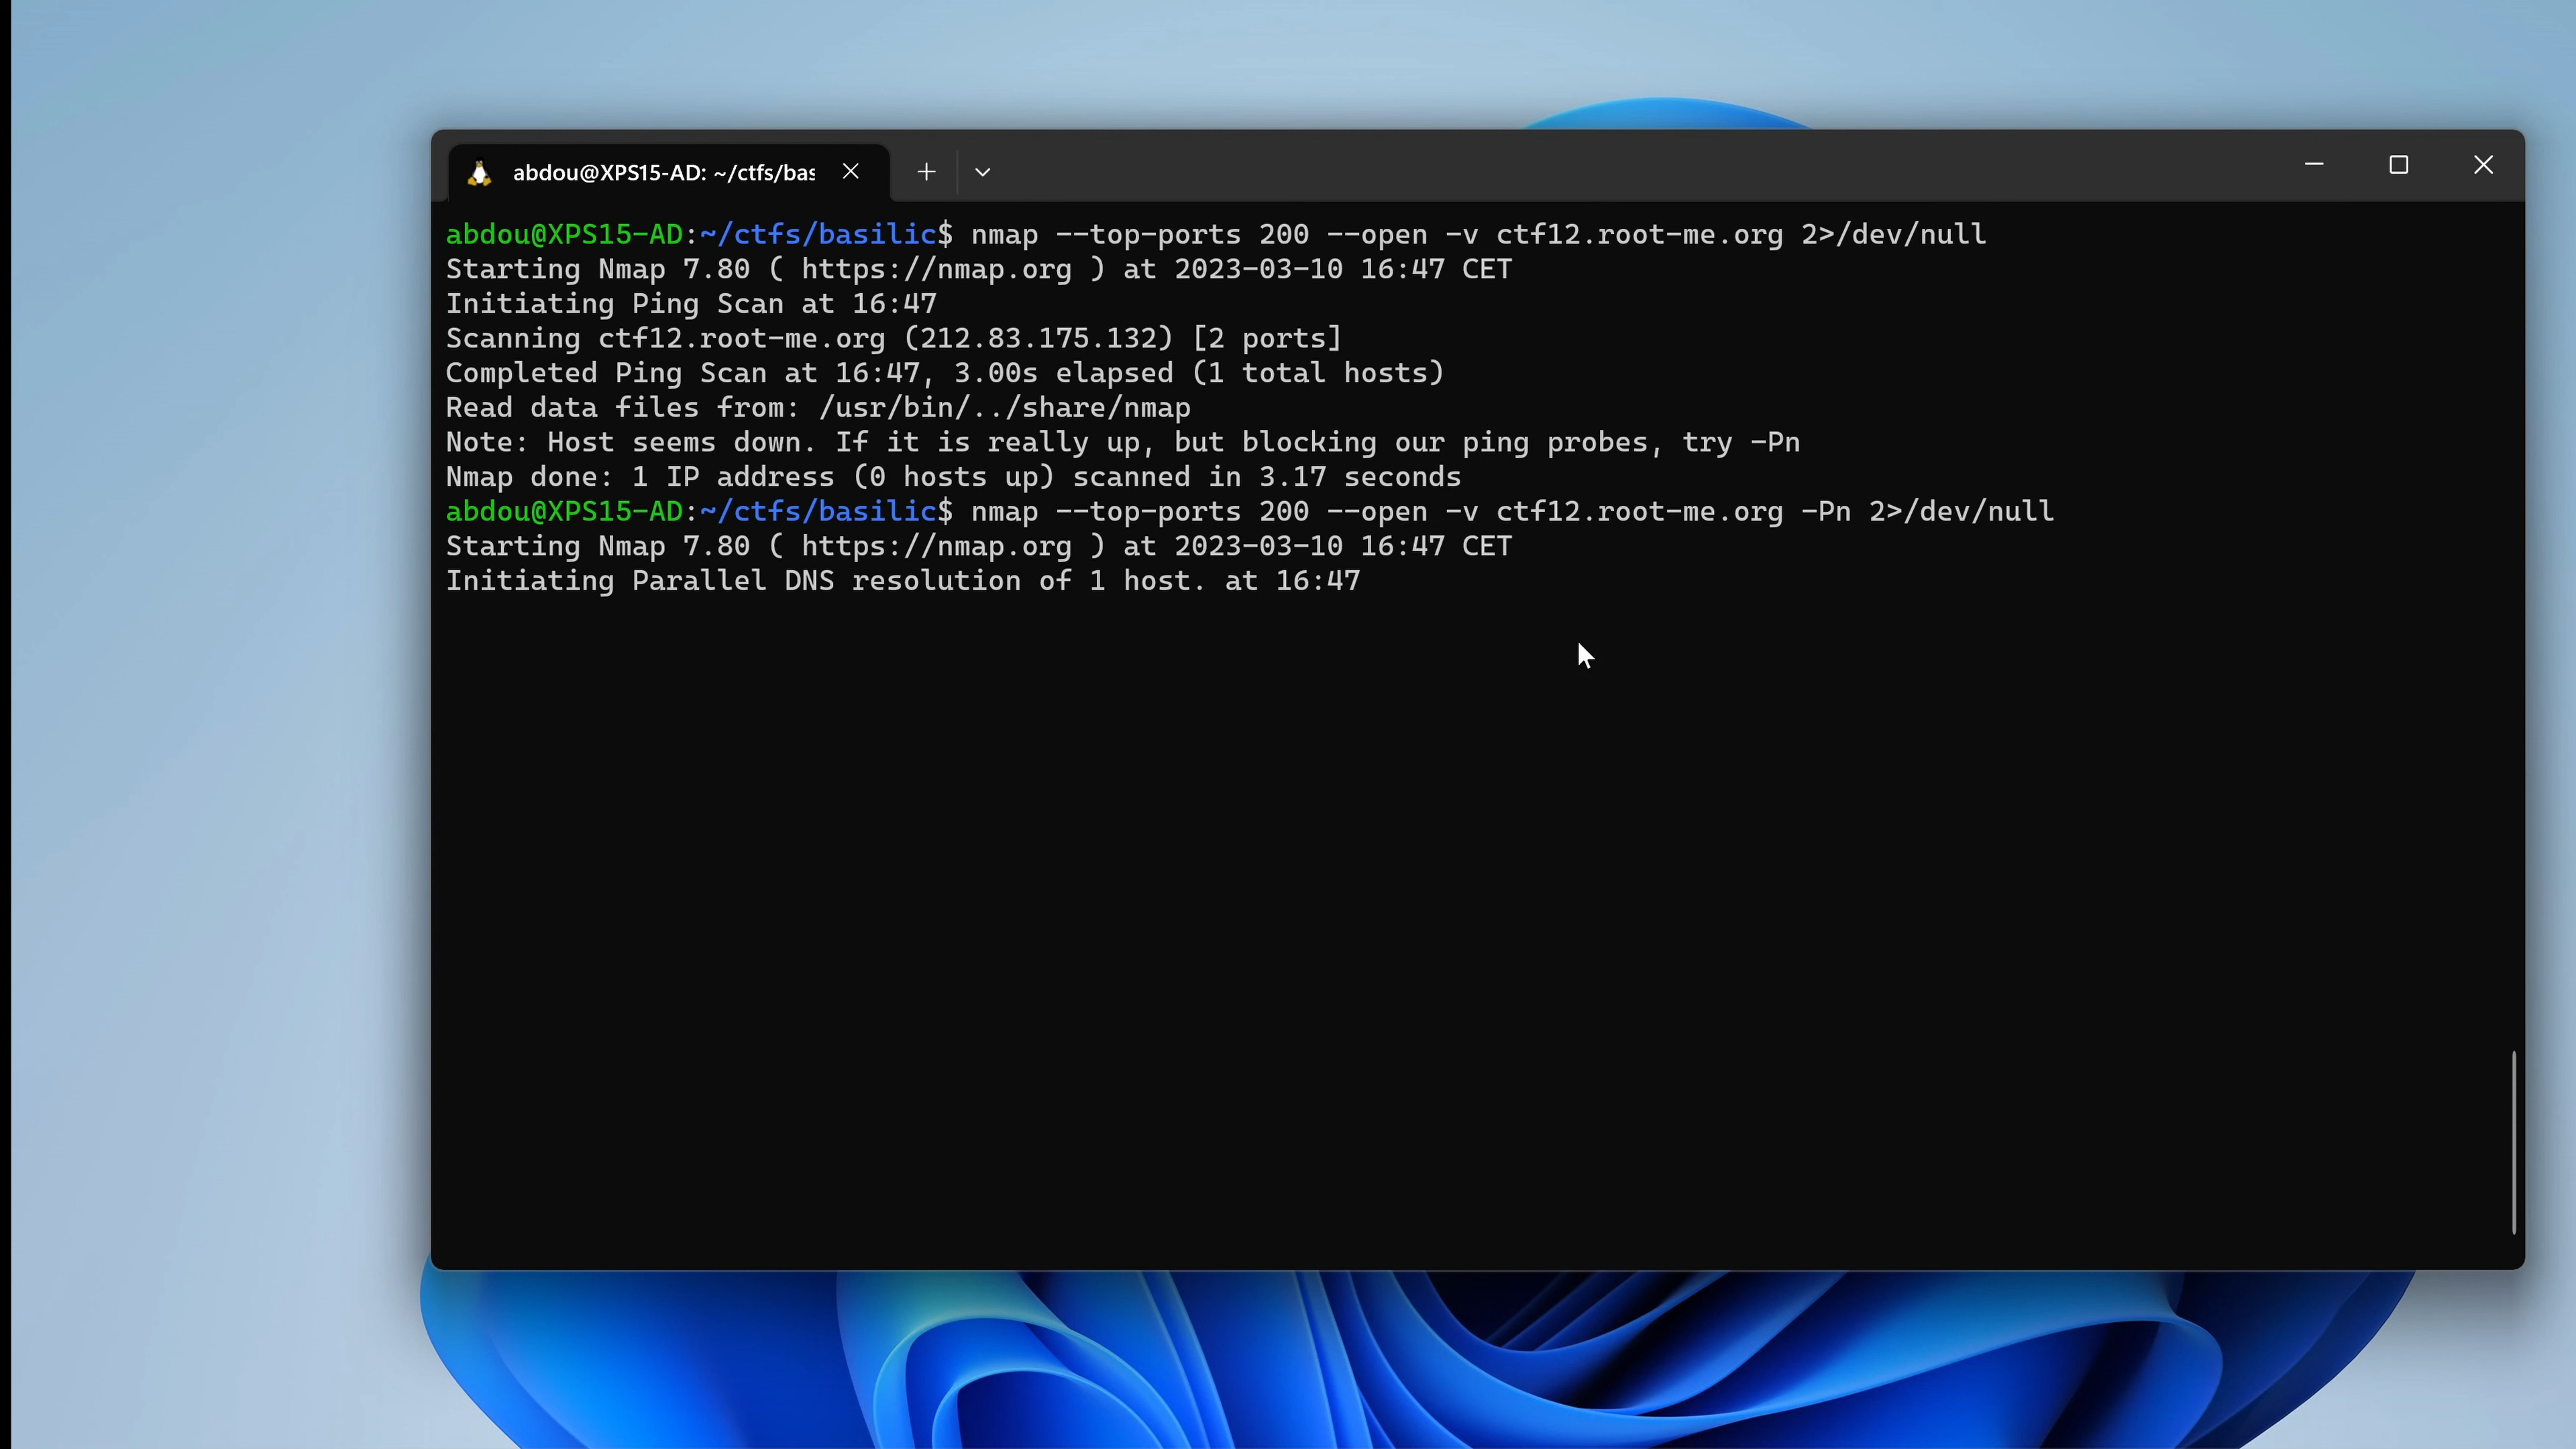 abdou@XPS15-AD: ~/ctfs/bas
abdou@XPS15-AD:~/ctfs/basilic$ nmap --top-ports 200 --open -v ctf12.root-me.org 2>/dev/null
Starting Nmap 7.80 ( https://nmap.org ) at 2023-03-10 16:47 CET
Initiating Ping Scan at 16:47
Scanning ctf12.root-me.org (212.83.175.132) [2 ports]
Completed Ping Scan at 16:47, 3.00s elapsed (1 total hosts)
Read data files from: /usr/bin/../share/nmap
Note: Host seems down. If it is really up, but blocking our ping probes, try -Pn
Nmap done: 1 IP address (0 hosts up) scanned in 3.17 seconds
abdou@XPS15-AD:~/ctfs/basilic$ nmap --top-ports 200 --open -v ctf12.root-me.org -Pn 2>/dev/null
Starting Nmap 7.80 ( https://nmap.org ) at 2023-03-10 16:47 CET
Initiating Parallel DNS resolution of 1 host. at 16:47